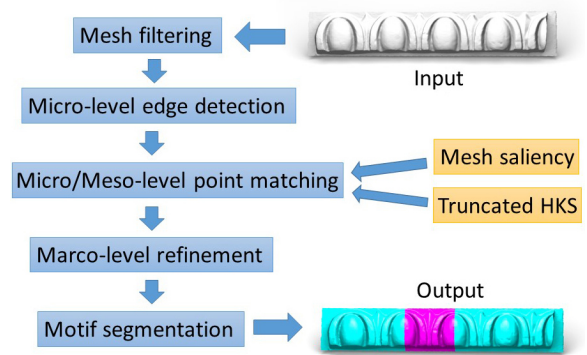 Mesh filtering
Input
Micro-level edge detection
Micro/Meso-level point matching
Mesh saliency
Truncated HKS
Marco-level refinement
Motif segmentation
Output